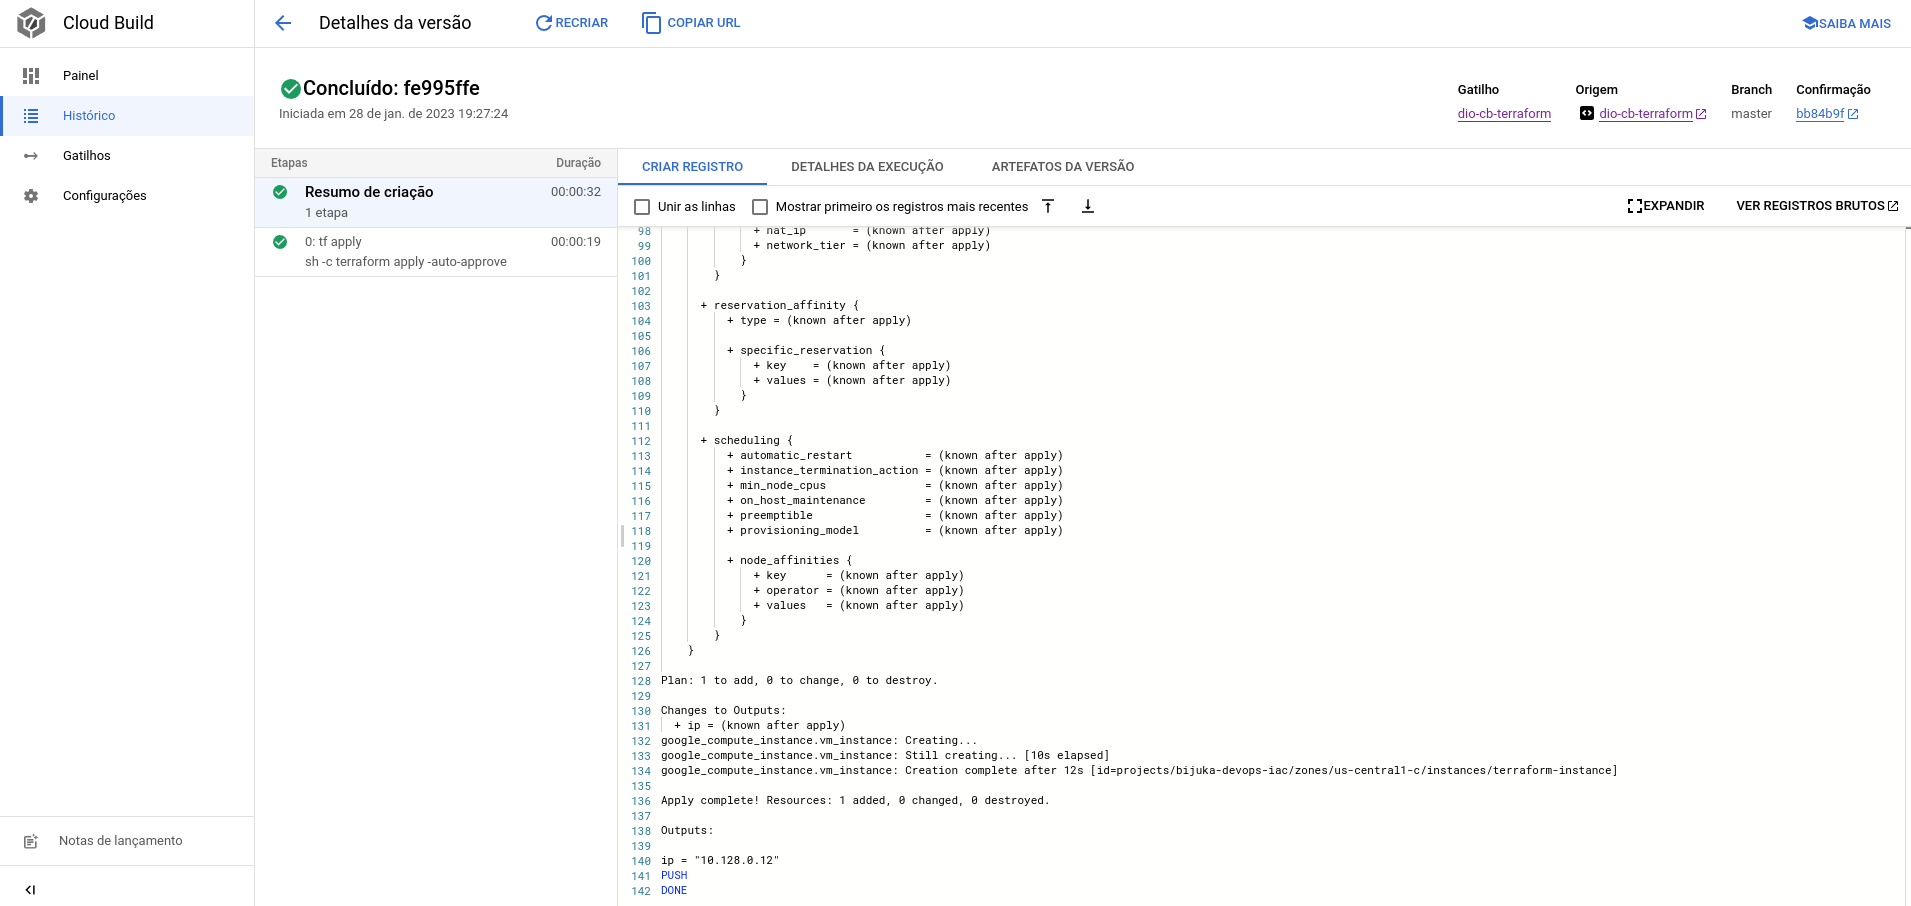 Cloud Build
Detalhes da versão
RECRIAR
COPIAR URL
SAIBA MAIS
Painel
Histórico
Gatilhos
Configurações
Notas de lançamento
Concluído: fe995ffe
Iniciada em 28 de jan. de 2023 19:27:24
Gatilho Origem Branch Confirmação
dio-cb-terraform dio-cb-terraform master bb84b9f
Etapas Duração
Resumo de criação 00:00:32
1 etapa
0: tf apply 00:00:19
sh -c terraform apply -auto-approve
CRIAR REGISTRO DETALHES DA EXECUÇÃO ARTEFATOS DA VERSÃO
Unir as linhas Mostrar primeiro os registros mais recentes EXPANDIR VER REGISTROS BRUTOS
98 + nat_ip = (known after apply)
99 + network_tier = (known after apply)
100 }
101 }
102
103 + reservation_affinity {
104 + type = (known after apply)
105
106 + specific_reservation {
107 + key = (known after apply)
108 + values = (known after apply)
109 }
110 }
111
112 + scheduling {
113 + automatic_restart = (known after apply)
114 + instance_termination_action = (known after apply)
115 + min_node_cpus = (known after apply)
116 + on_host_maintenance = (known after apply)
117 + preemptible = (known after apply)
118 + provisioning_model = (known after apply)
119
120 + node_affinities {
121 + key = (known after apply)
122 + operator = (known after apply)
123 + values = (known after apply)
124 }
125 }
126 }
127
128 Plan: 1 to add, 0 to change, 0 to destroy.
129
130 Changes to Outputs:
131 + ip = (known after apply)
132 google_compute_instance.vm_instance: Creating...
133 google_compute_instance.vm_instance: Still creating... [10s elapsed]
134 google_compute_instance.vm_instance: Creation complete after 12s [id=projects/bijuka-devops-iac/zones/us-central1-c/instances/terraform-instance]
135
136 Apply complete! Resources: 1 added, 0 changed, 0 destroyed.
137
138 Outputs:
139
140 ip = "10.128.0.12"
141 PUSH
142 DONE